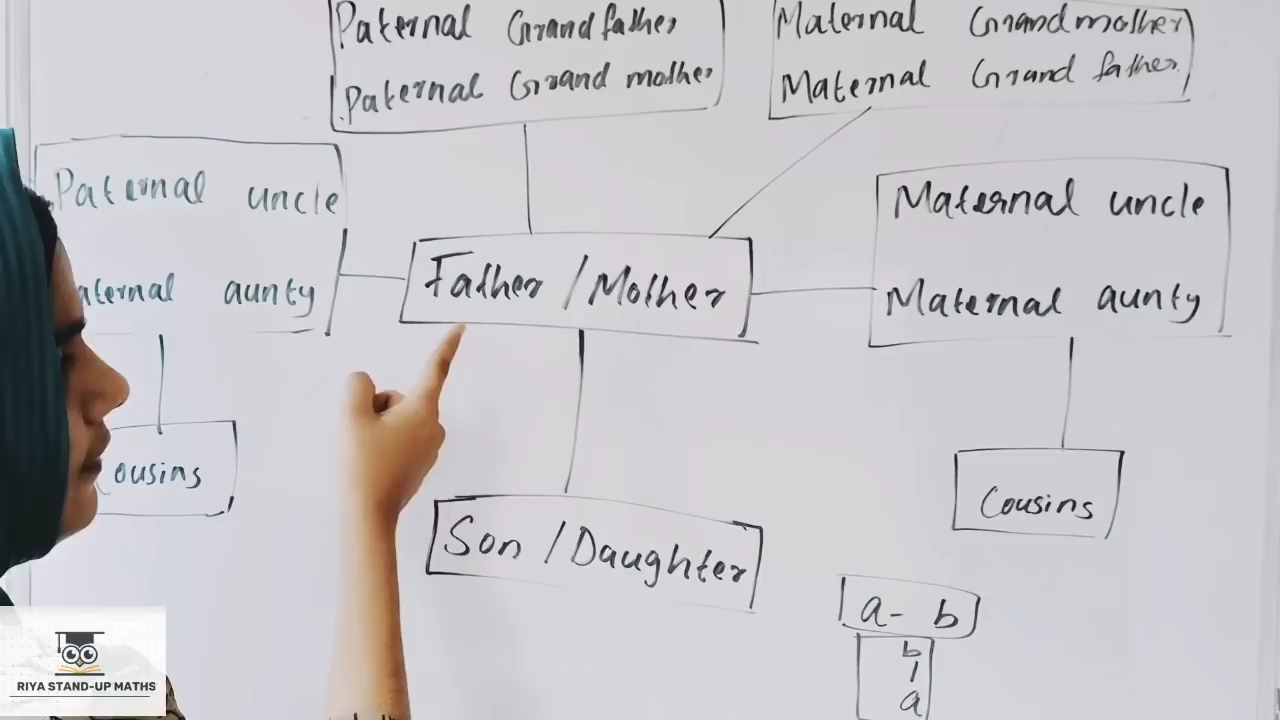 Paternal Grandfather
Paternal Grand mother
Maternal Grandmother
Maternal Grand father
Paternal uncle
aternal aunty
Father / Mother
Maternal uncle
Maternal aunty
ousins
Cousins
Son / Daughter
a - b
b
a
RIYA STAND-UP MATHS